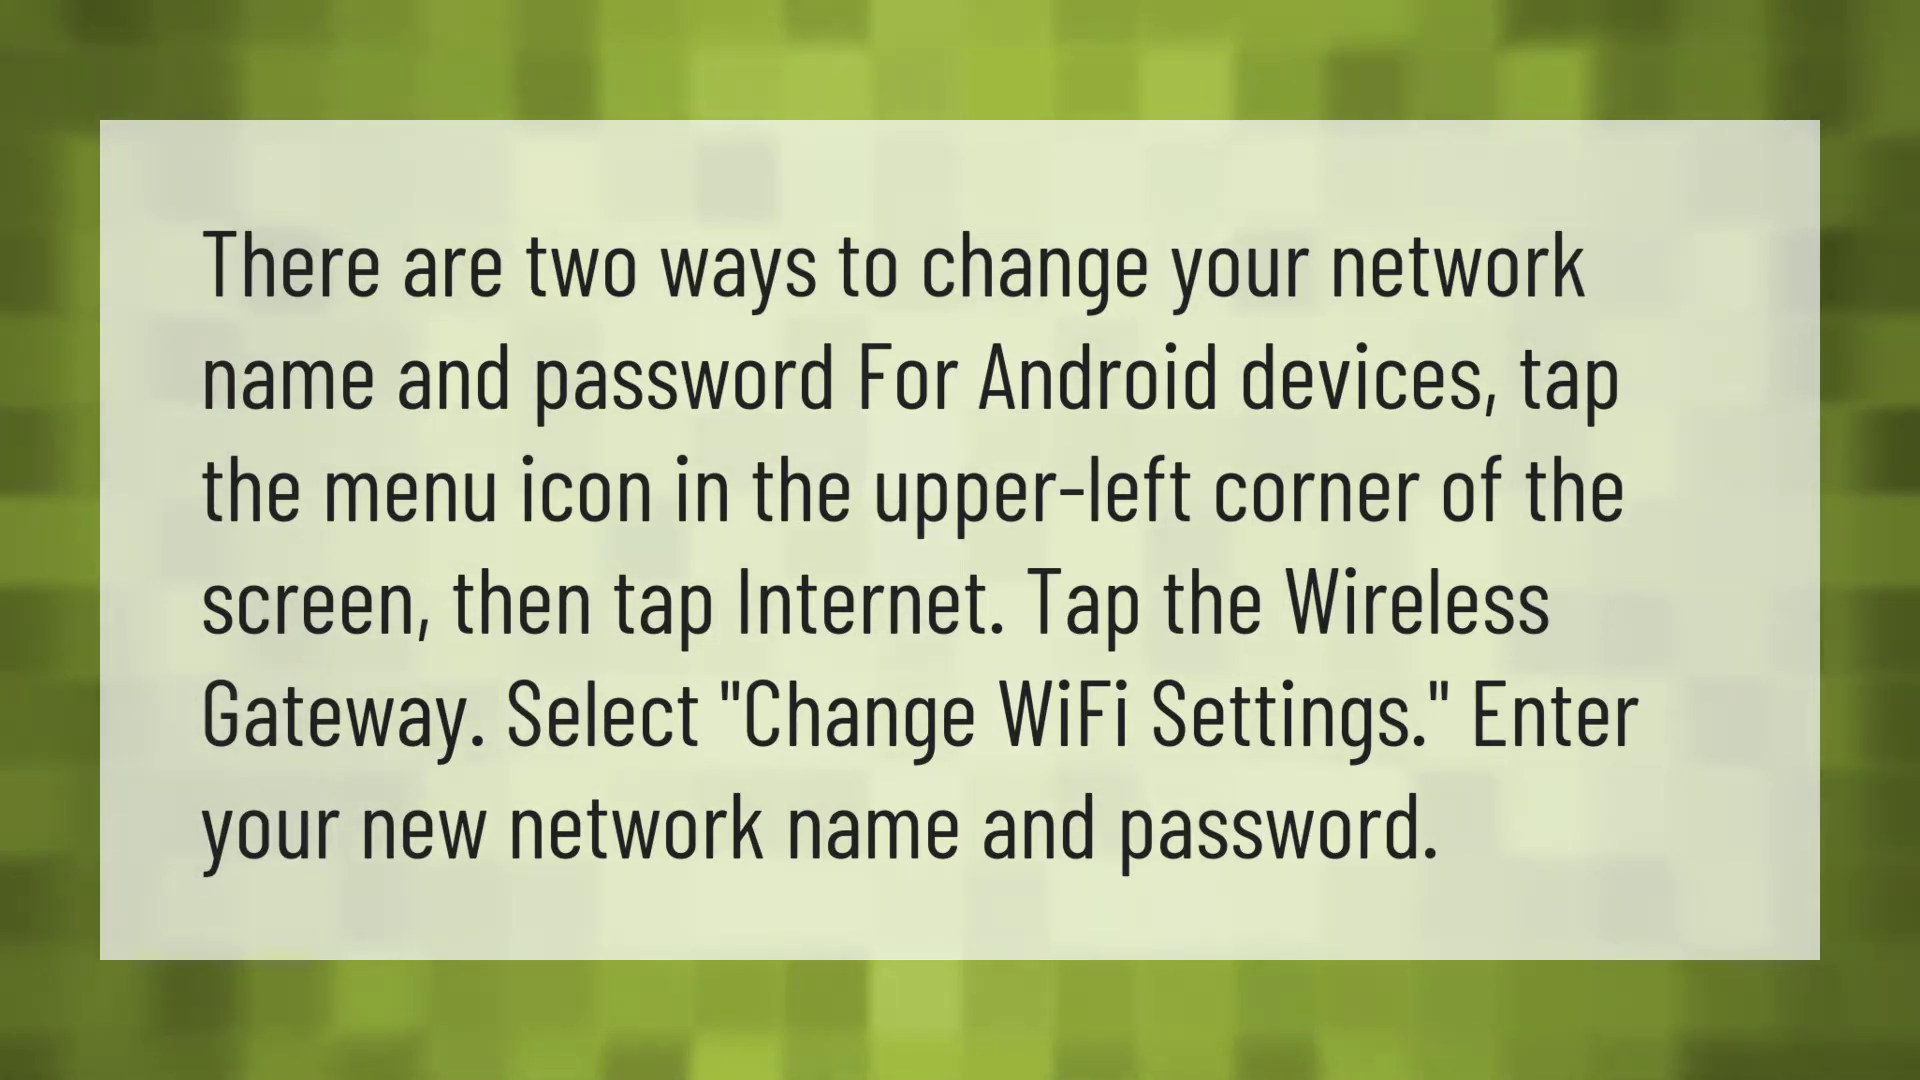 There are two ways to change your network
name and password For Android devices, tap
the menu icon in the upper-left corner of the
screen, then tap Internet. Tap the Wireless
Gateway. Select "Change WiFi Settings." Enter
your new network name and password.